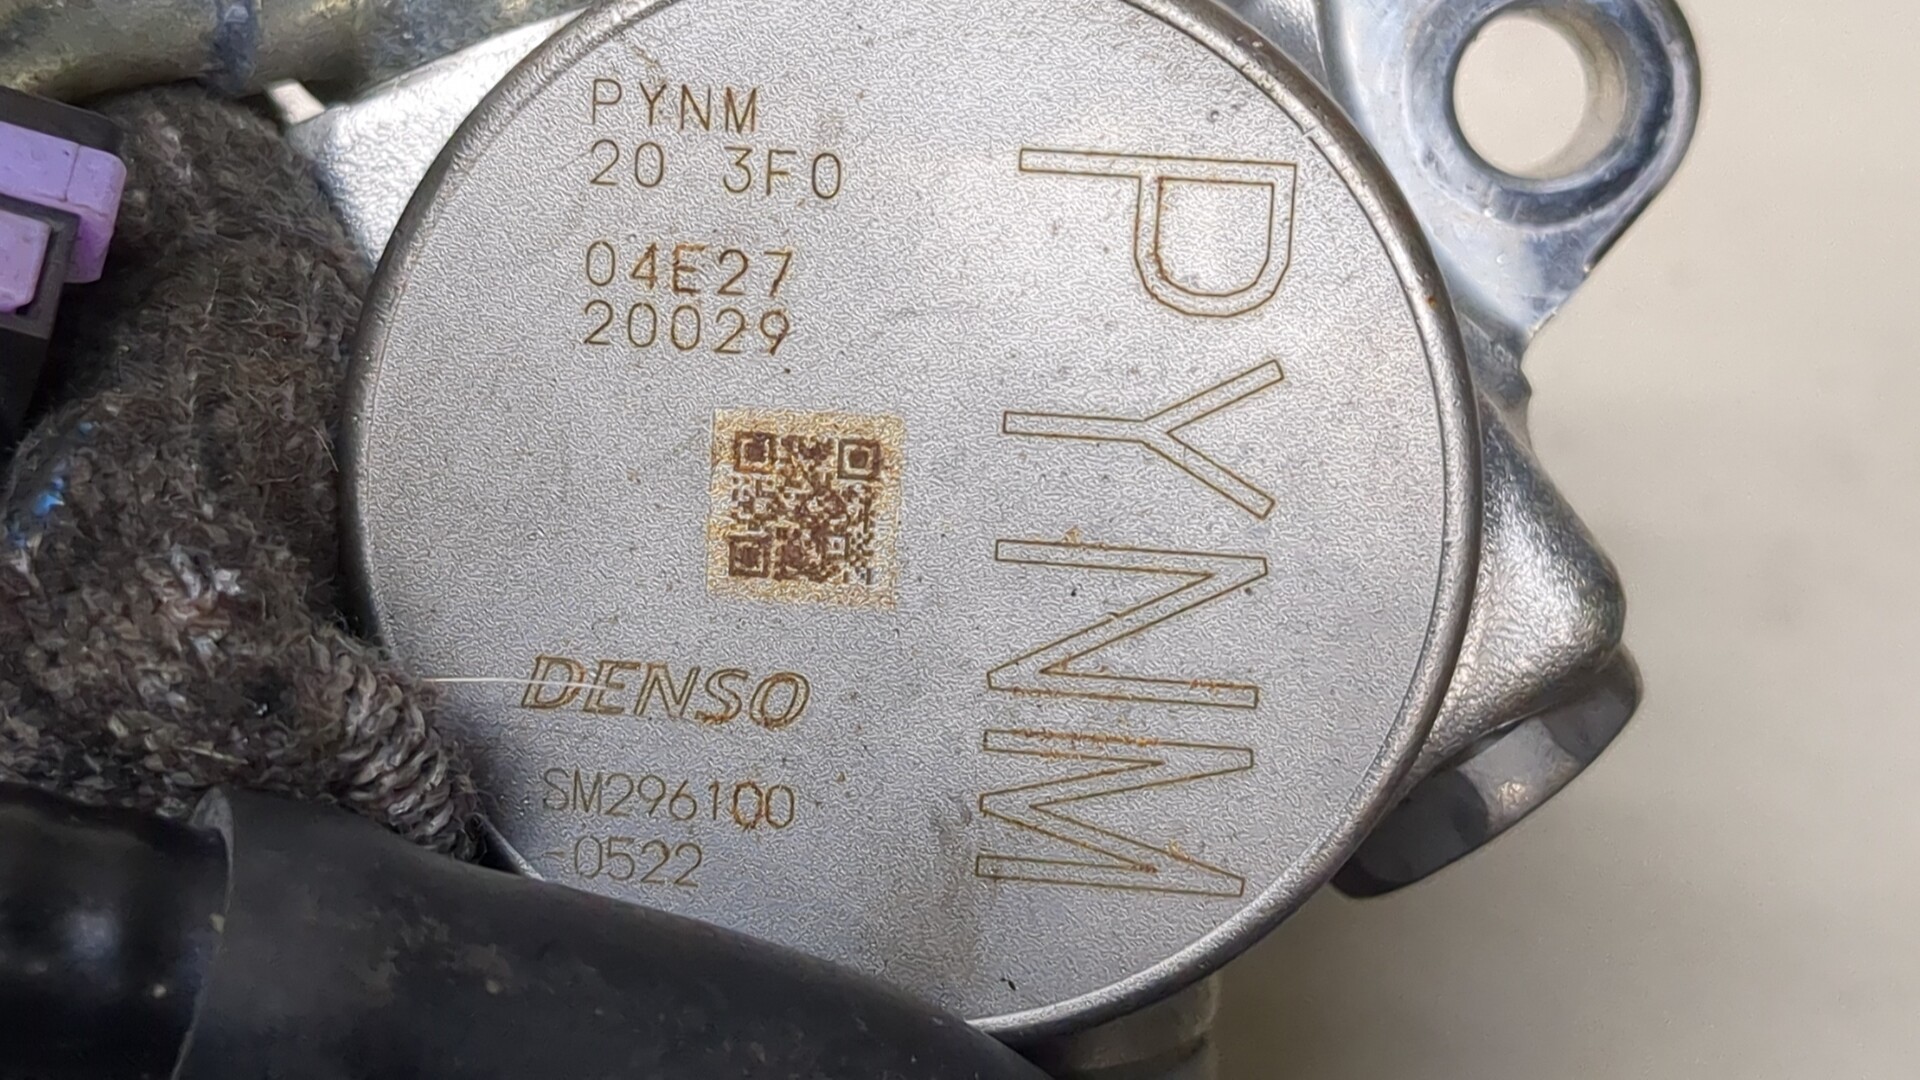 PYNM
20 3F0
04E27
20029
DENSO
SM296100
-0522
PYNM